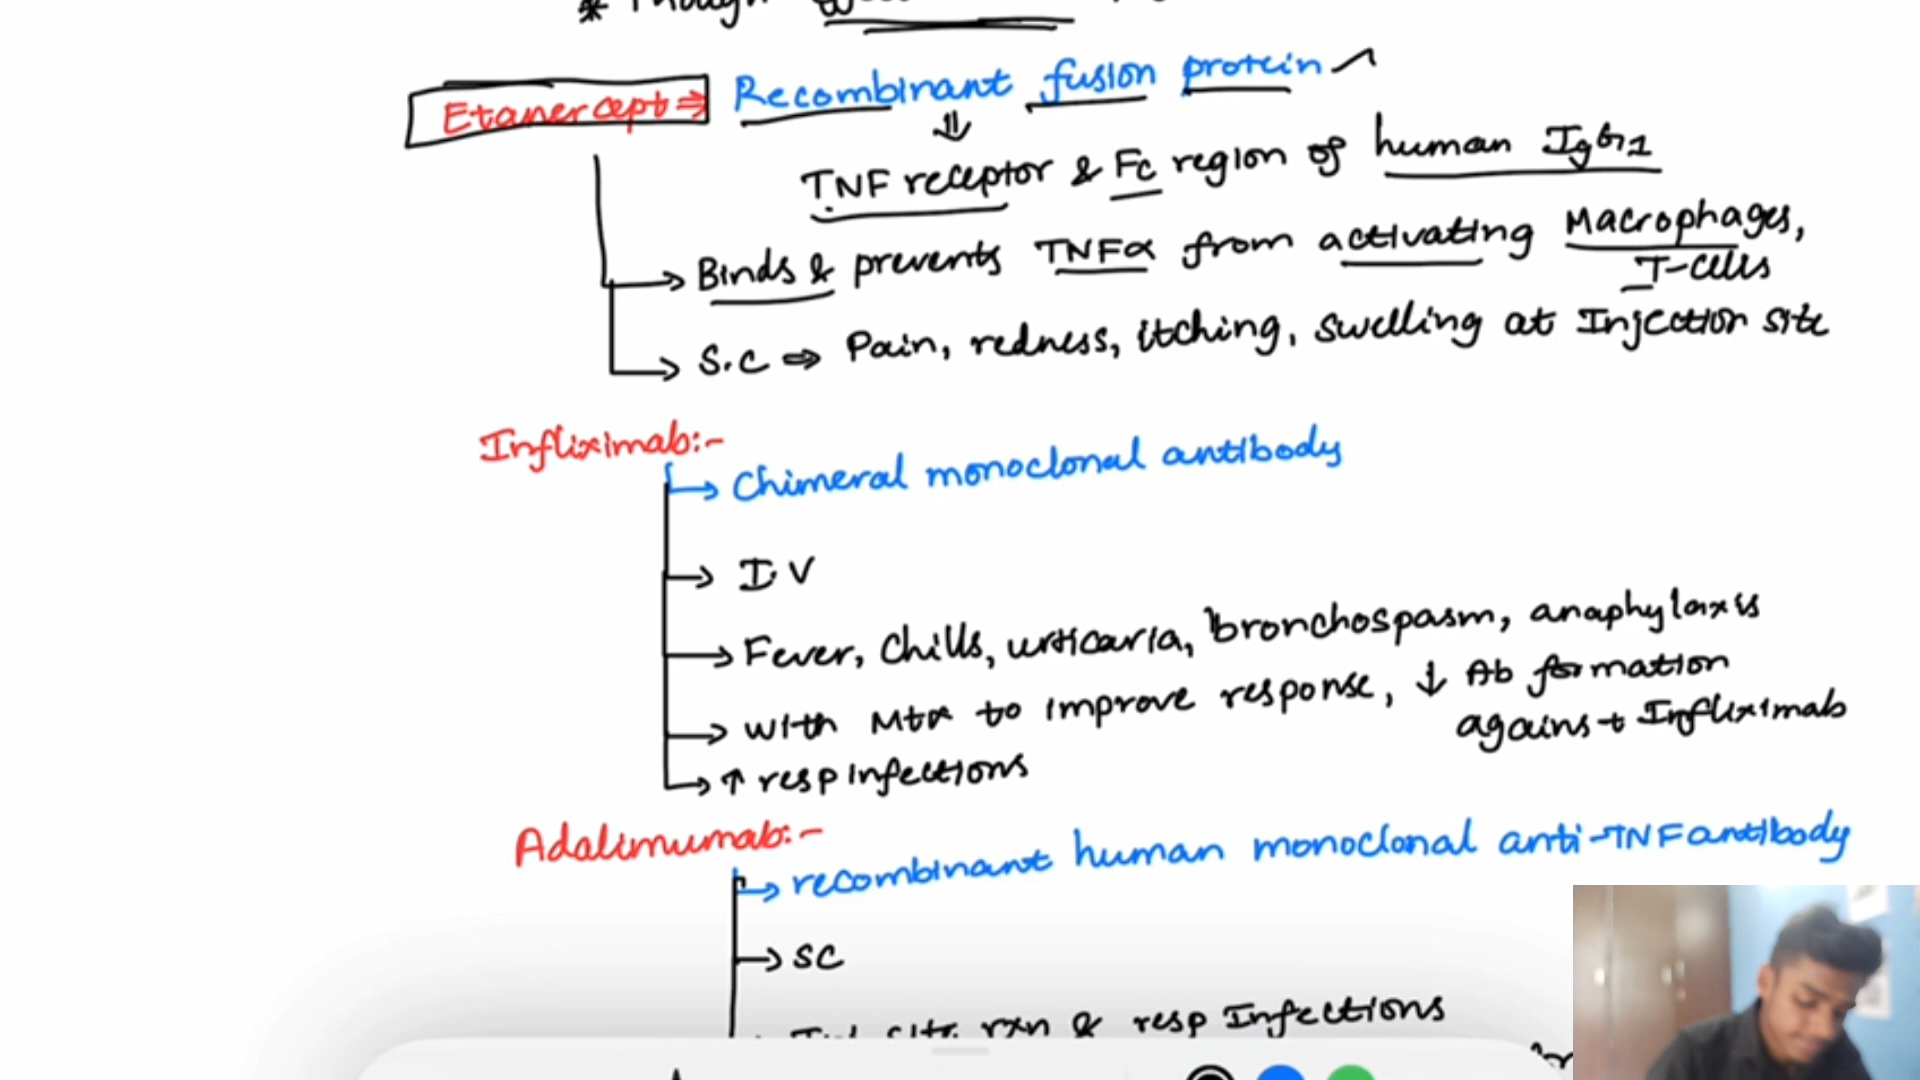 * Though
Etanercept ⇒ Recombinant fusion protein
⇓
TNF receptor & Fc region of human IgG1
→ Binds & prevents TNFα from activating Macrophages,
T-cells
→ S.C ⇒ Pain, redness, itching, swelling at Injection site
Infliximab:-
→ Chimeral monoclonal antibody
→ I.V
→ Fever, Chills, urticaria, bronchospasm, anaphylaxis
→ with Mtx to improve response, ↓ Ab formation
against Infliximab
→ ↑ resp infections
Adalimumab:-
→ recombinant human monoclonal anti-TNF antibody
→ SC
rxn & resp Infections